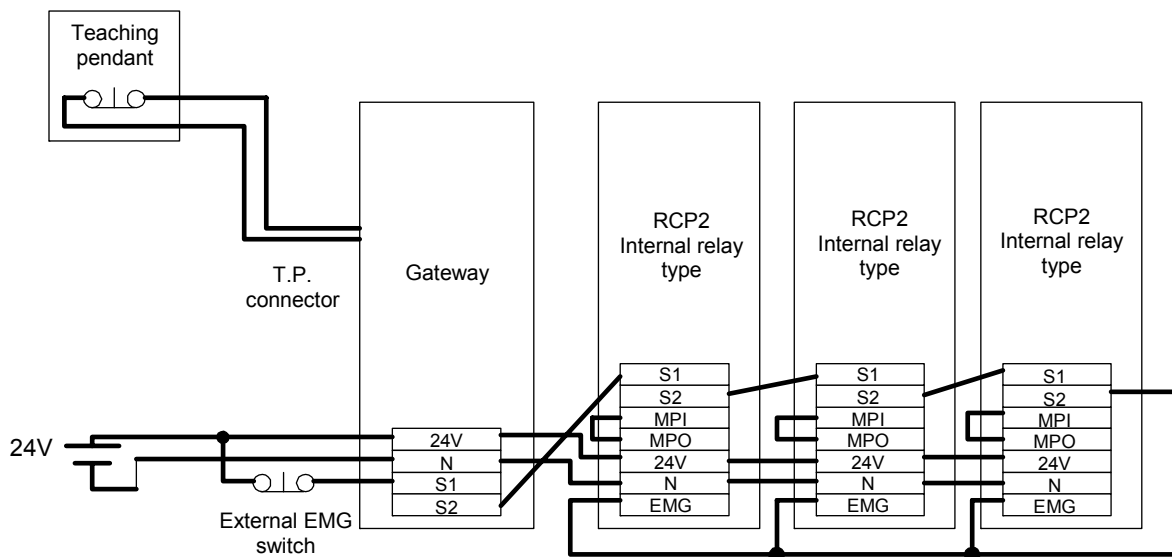 Teaching
pendant
T.P.
connector
Gateway
RCP2
Internal relay
type
RCP2
Internal relay
type
RCP2
Internal relay
type
24V
External EMG
switch
24V
N
S1
S2
S1
S2
MPI
MPO
24V
N
EMG
S1
S2
MPI
MPO
24V
N
EMG
S1
S2
MPI
MPO
24V
N
EMG